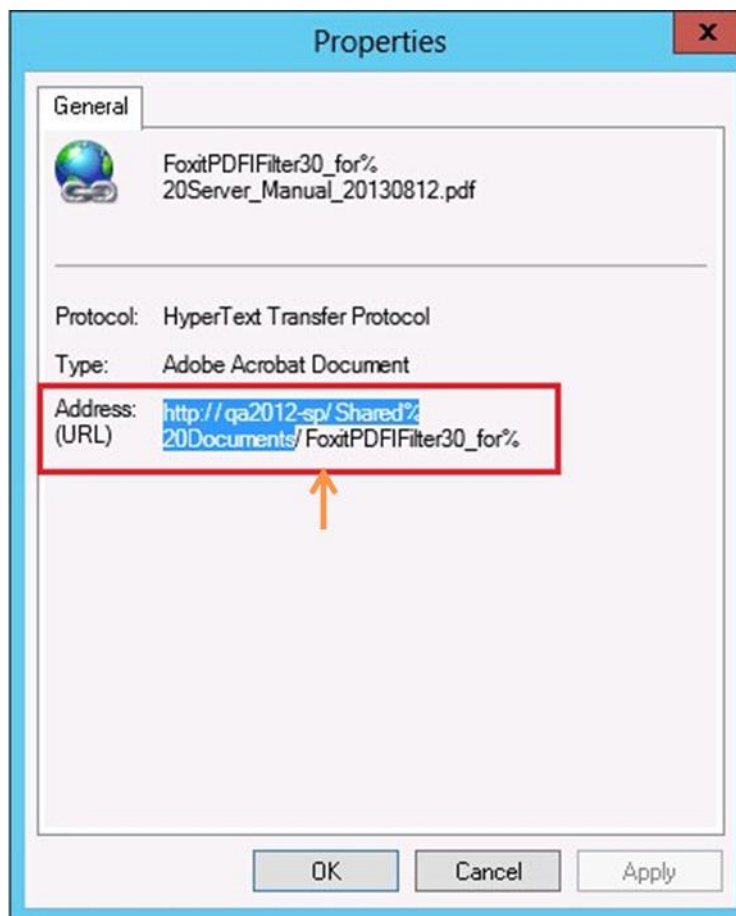 Properties
x
General
FoxitPDFIFilter30_for%
20Server_Manual_20130812.pdf
Protocol: HyperText Transfer Protocol
Type: Adobe Acrobat Document
Address: http://qa2012-sp/Shared%
(URL) 20Documents/FoxitPDFIFilter30_for%
OK Cancel Apply